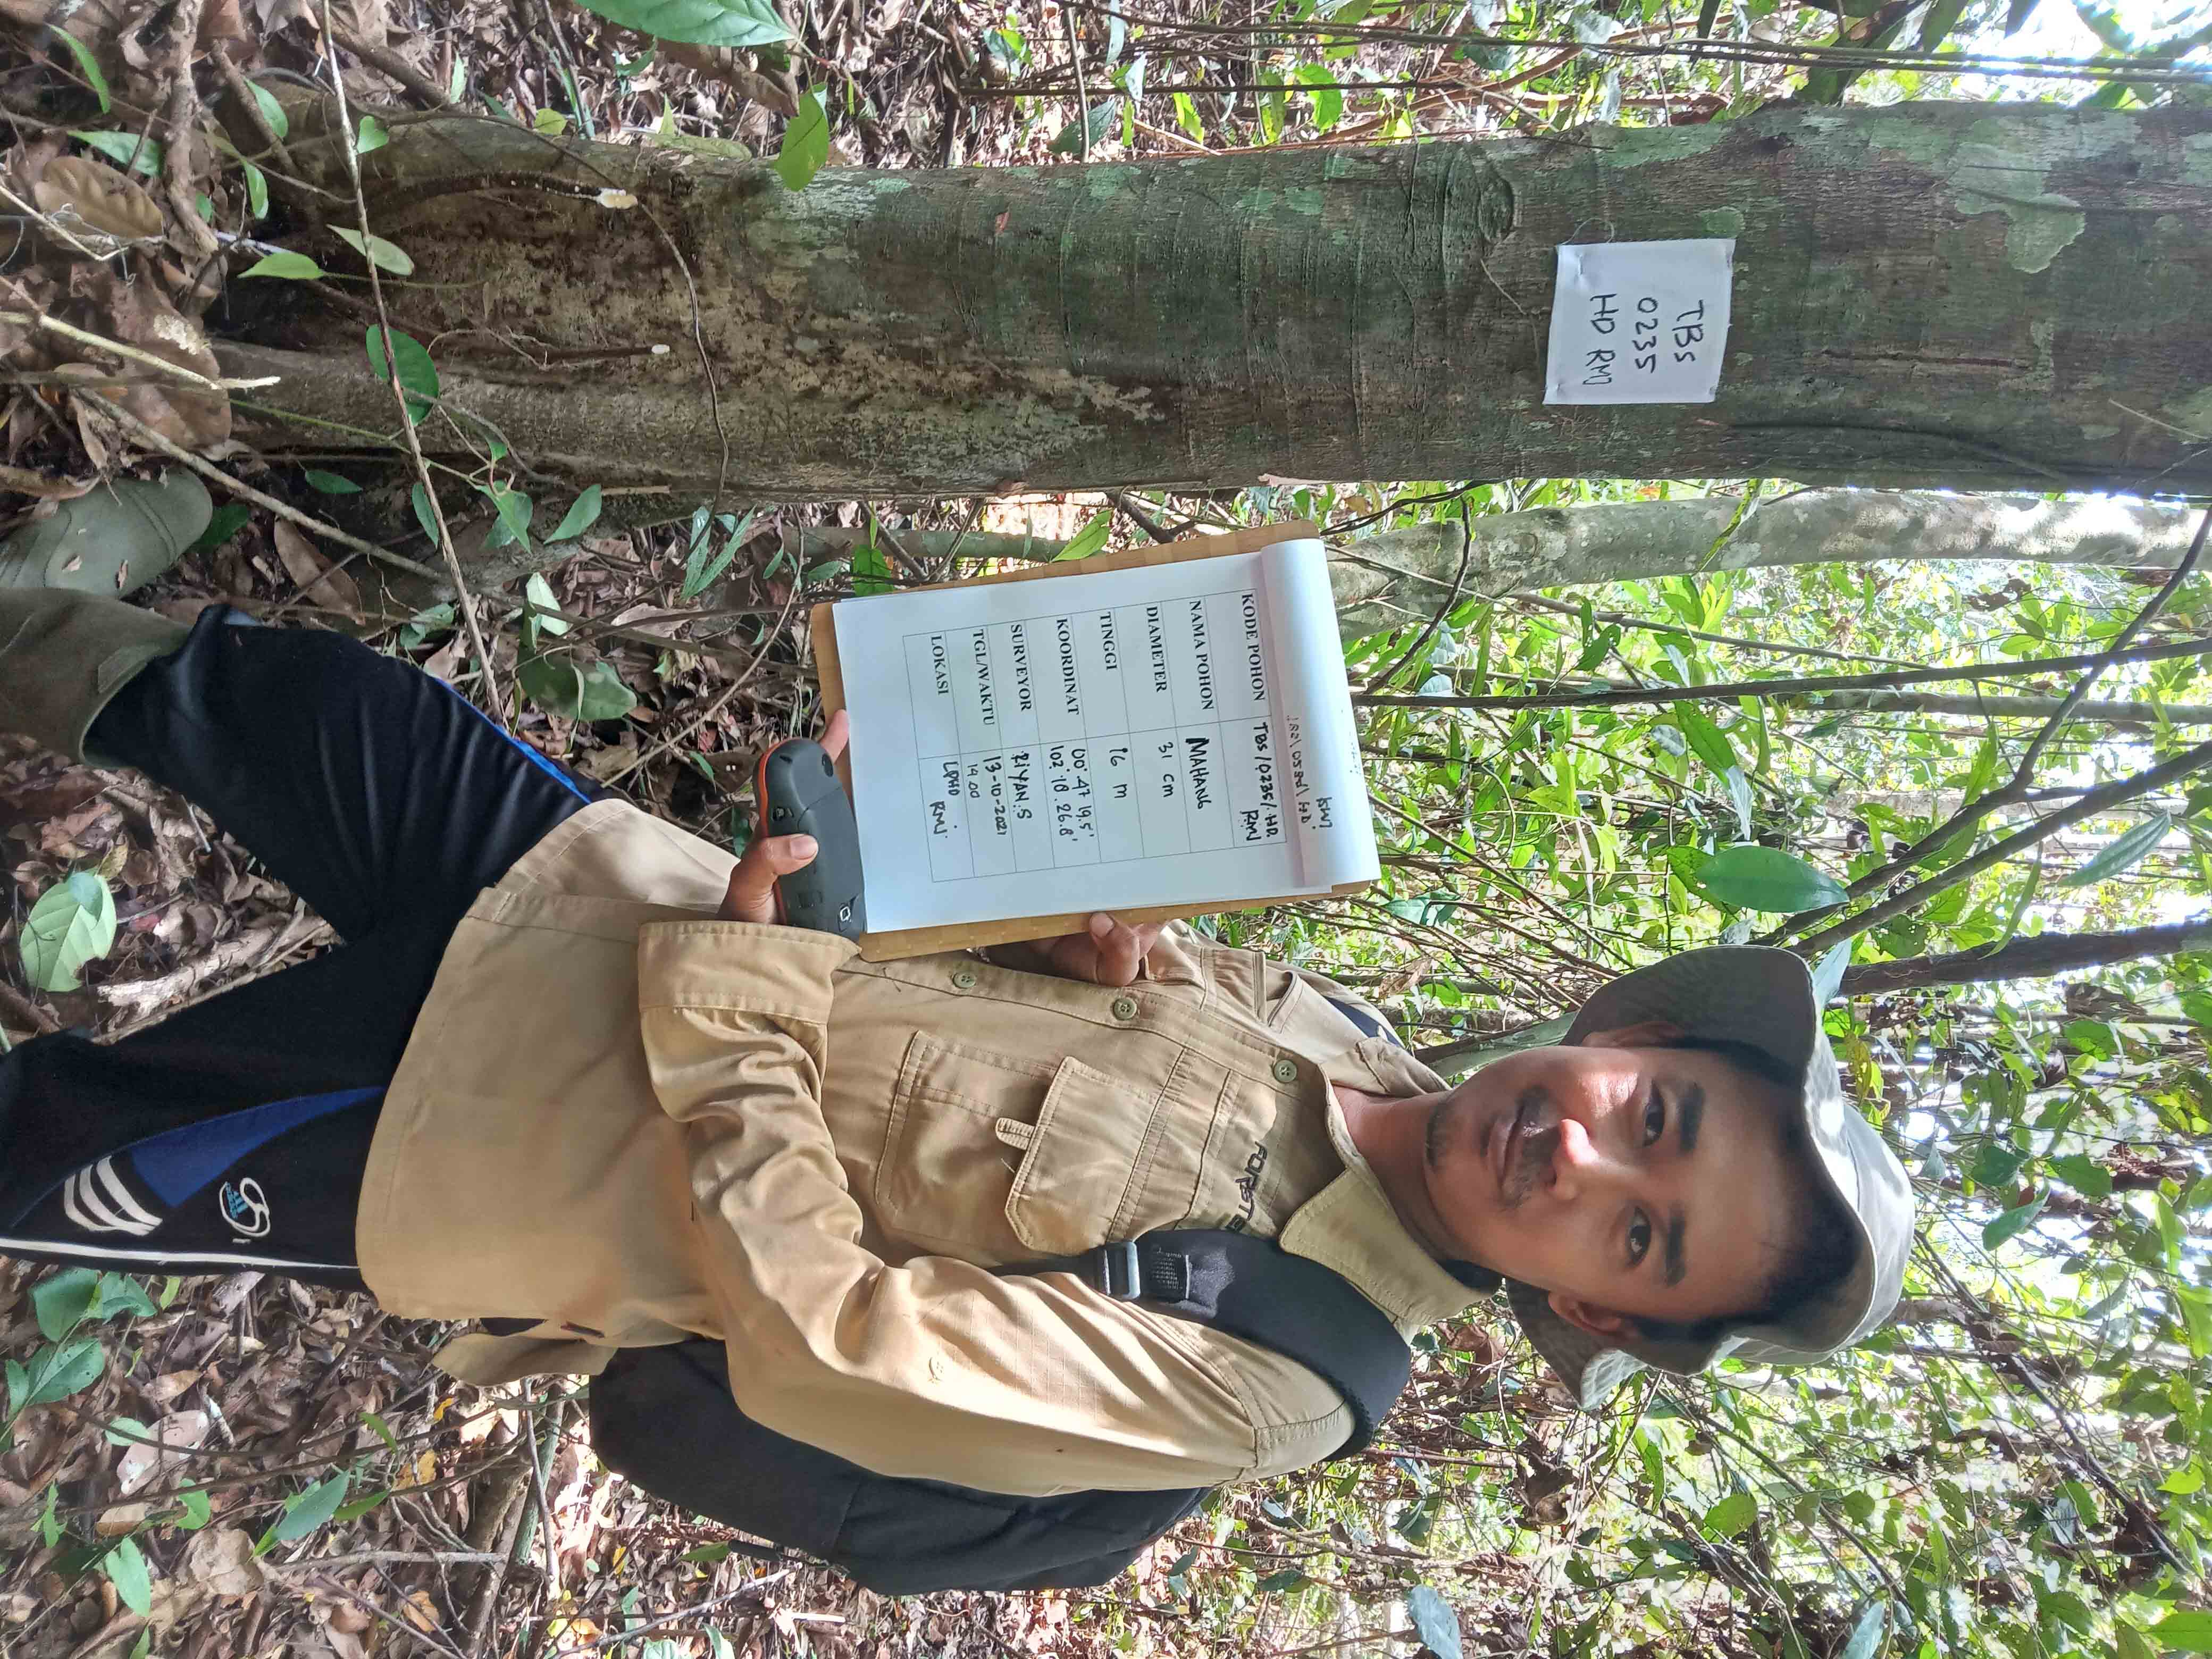 TBs
0235
HD RMJ
KODE POHON TBS/0235/.HD.
RMJ
NAMA POHON MAHANG
DIAMETER 31 cm
TINGGI 16 m
KOORDINAT 00°.47 19.5'
102°.18.26.8'
SURVEYOR RIYAN.S
TGL/WAKTU 13-10-2021
14.00
LOKASI LPHD
RMJ